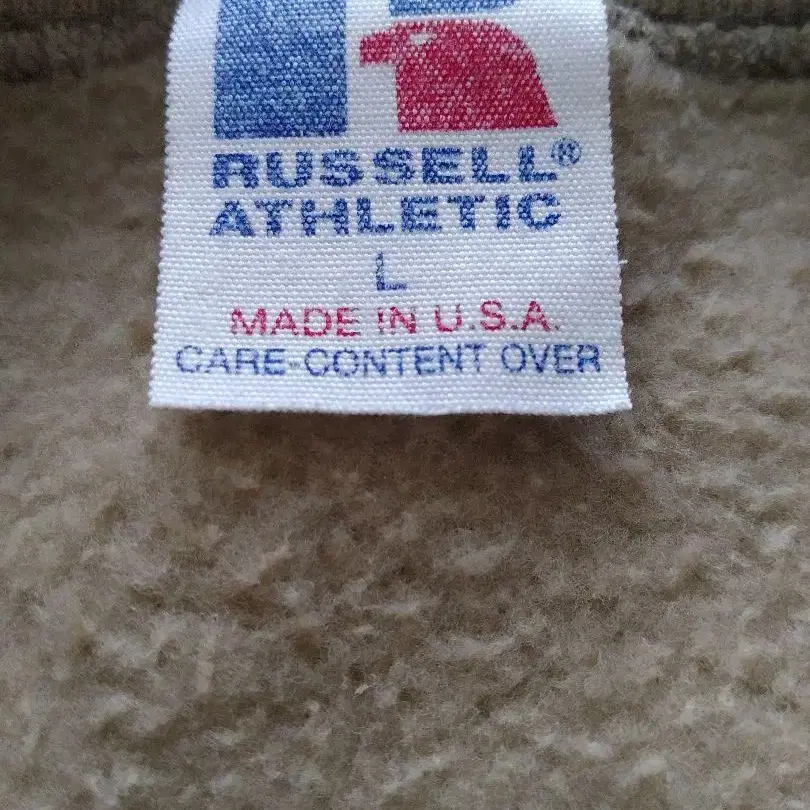 RUSSELL®
ATHLETIC
L
MADE IN U.S.A.
CARE-CONTENT OVER